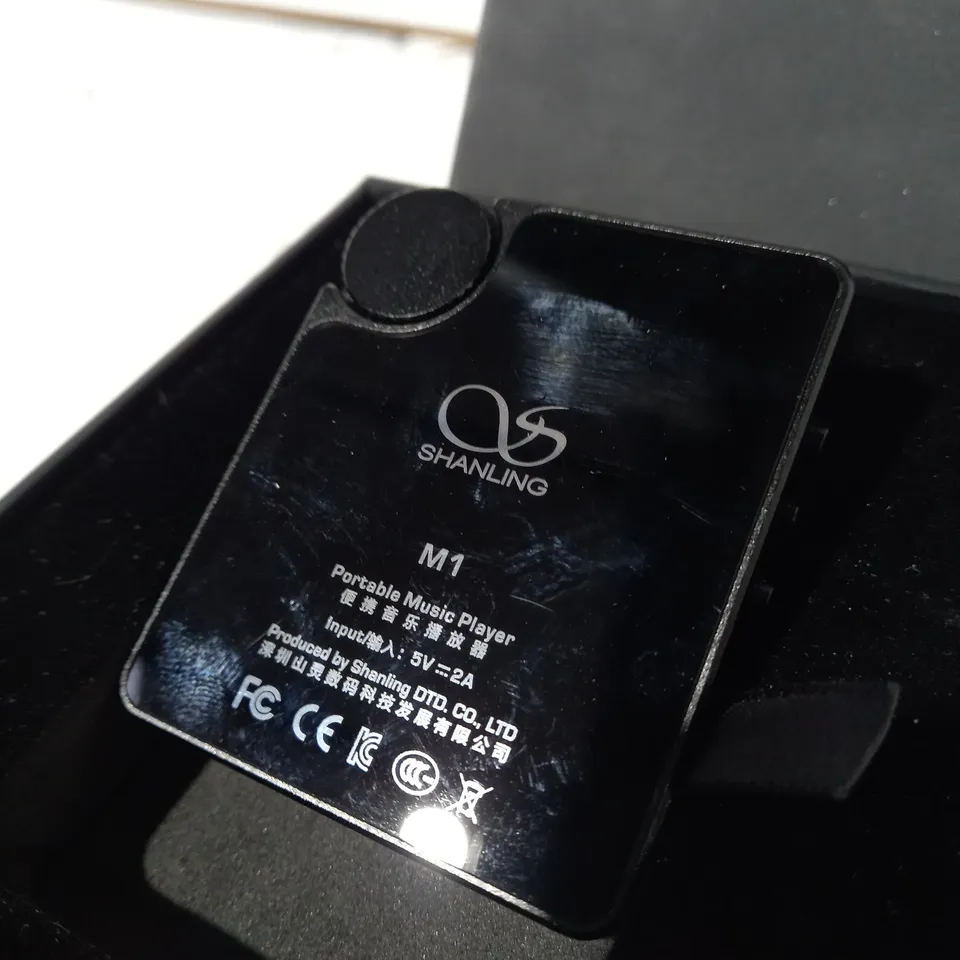 SHANLING
M1
Portable Music Player
便携音乐播放器
Input/输入: 5V⎓2A
Produced by Shanling DTD. CO., LTD
深圳山灵数码科技发展有限公司
FC CE CCC